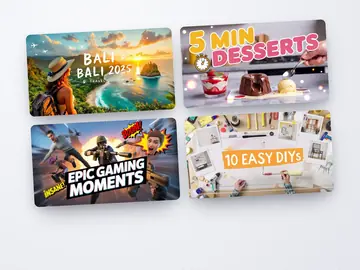 BALI
BALI 2025
5 MIN
DESSERTS
INSANE!
EPIC GAMING
MOMENTS
10 EASY DIYs